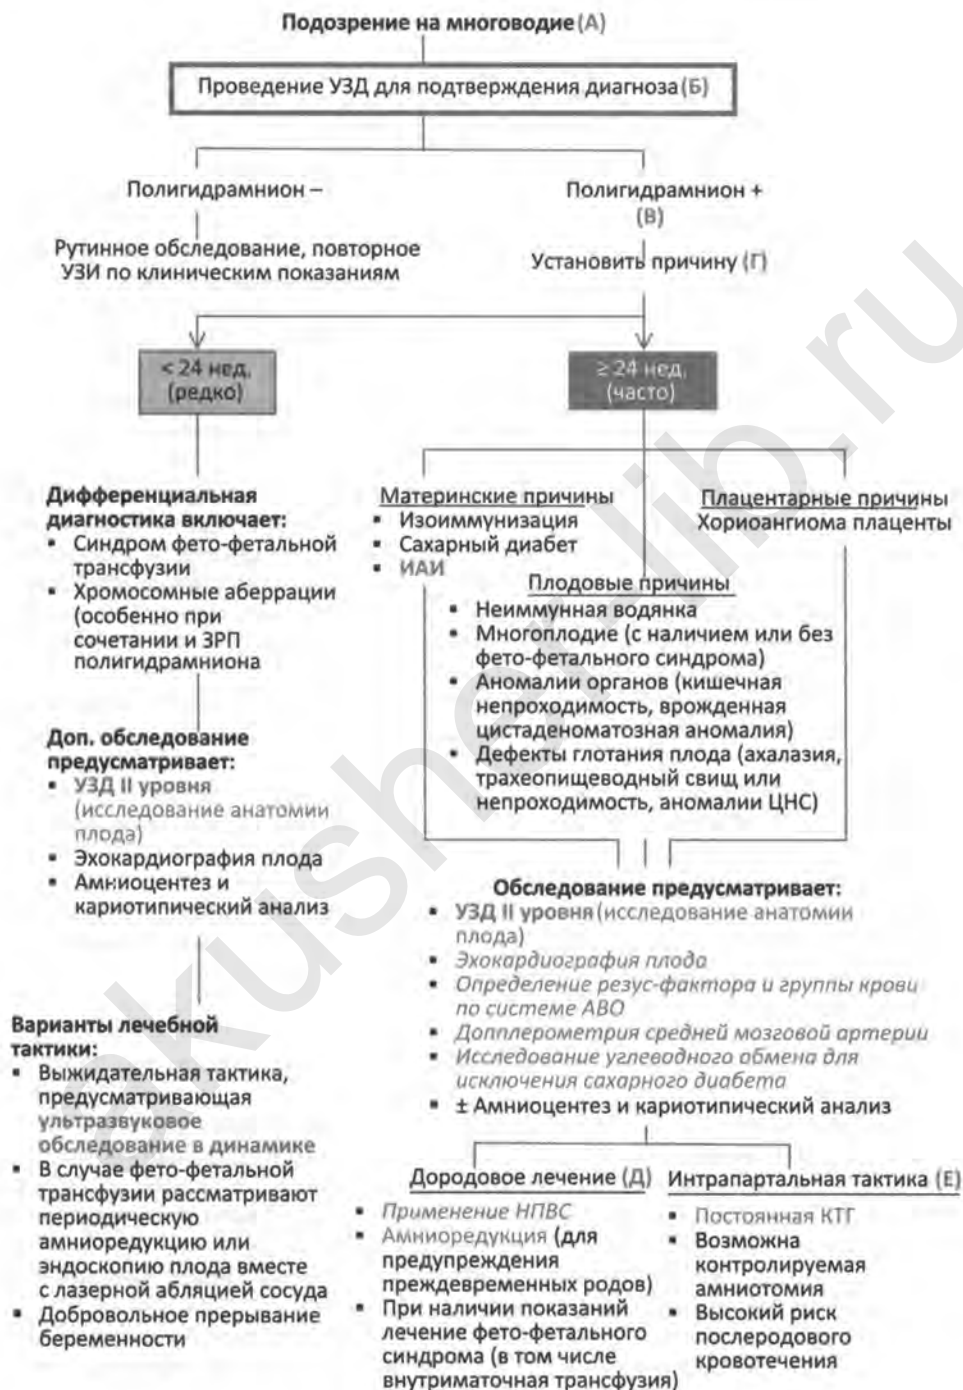 Подозрение на многоводие (А)
Проведение УЗД для подтверждения диагноза (Б)
Полигидрамнион –
Рутинное обследование, повторное
УЗИ по клиническим показаниям
Полигидрамнион +
(В)
Установить причину (Г)
< 24 нед.
(редко)
≥ 24 нед.
(часто)
Дифференциальная
диагностика включает:
▪ Синдром фето-фетальной
трансфузии
▪ Хромосомные аберрации
(особенно при
сочетании и ЗРП
полигидрамниона
Доп. обследование
предусматривает:
▪ УЗД II уровня
(исследование анатомии
плода)
▪ Эхокардиография плода
▪ Амниоцентез и
кариотипический анализ
Варианты лечебной
тактики:
▪ Выжидательная тактика,
предусматривающая
ультразвуковое
обследование в динамике
▪ В случае фето-фетальной
трансфузии рассматривают
периодическую
амниоредукцию или
эндоскопию плода вместе
с лазерной абляцией сосуда
▪ Добровольное прерывание
беременности
Материнские причины
▪ Изоиммунизация
▪ Сахарный диабет
▪ ИАИ
Плацентарные причины
Хориоангиома плаценты
Плодовые причины
▪ Неиммунная водянка
▪ Многоплодие (с наличием или без
фето-фетального синдрома)
▪ Аномалии органов (кишечная
непроходимость, врожденная
цистаденоматозная аномалия)
▪ Дефекты глотания плода (ахалазия,
трахеопищеводный свищ или
непроходимость, аномалии ЦНС)
Обследование предусматривает:
▪ УЗД II уровня (исследование анатомии
плода)
▪ Эхокардиография плода
▪ Определение резус-фактора и группы крови
по системе АВО
▪ Допплерометрия средней мозговой артерии
▪ Исследование углеводного обмена для
исключения сахарного диабета
▪ ± Амниоцентез и кариотипический анализ
Дородовое лечение (Д)
▪ Применение НПВС
▪ Амниоредукция (для
предупреждения
преждевременных родов)
▪ При наличии показаний
лечение фето-фетального
синдрома (в том числе
внутриматочная трансфузия)
Интрапартальная тактика (Е)
▪ Постоянная КТГ
▪ Возможна
контролируемая
амниотомия
▪ Высокий риск
послеродового
кровотечения
akusher-lib.ru